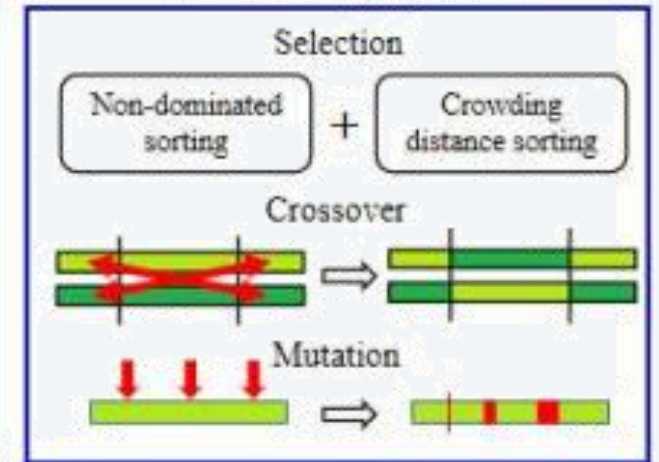 Selection
Non-dominated
sorting
+
Crowding
distance sorting
Crossover
Mutation